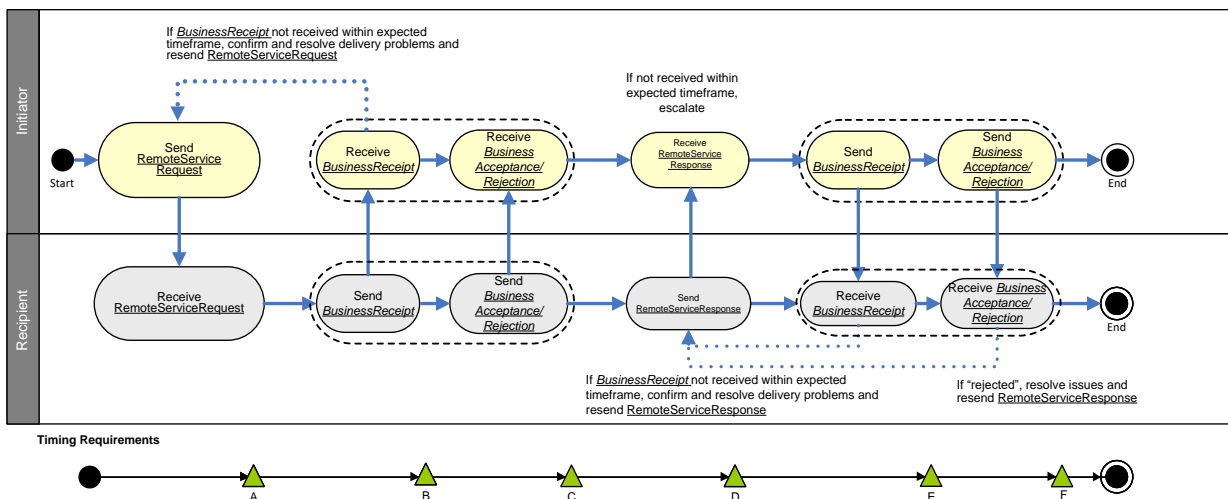 If BusinessReceipt not received within expected
timeframe, confirm and resolve delivery problems and
resend RemoteServiceRequest
If not received within
expected timeframe,
escalate
Initiator
Start
Send
RemoteService
Request
Receive
BusinessReceipt
Receive
Business
Acceptance/
Rejection
Receive
RemoteService
Response
Send
BusinessReceipt
Send
Business
Acceptance/
Rejection
End
Recipient
Receive
RemoteServiceRequest
Send
BusinessReceipt
Send
Business
Acceptance/
Rejection
Send
RemoteServiceResponse
Receive
BusinessReceipt
Receive Business
Acceptance/
Rejection
End
If BusinessReceipt not received within expected
timeframe, confirm and resolve delivery problems and
resend RemoteServiceResponse
If “rejected”, resolve issues and
resend RemoteServiceResponse
Timing Requirements
A
B
C
D
E
F